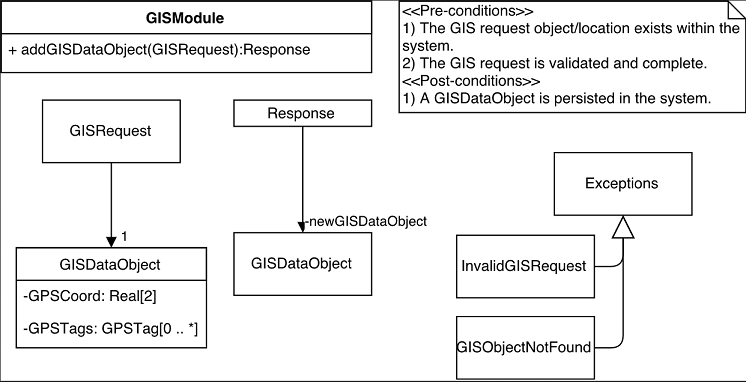 GISModule
+ addGISDataObject(GISRequest):Response
<<Pre-conditions>>
1) The GIS request object/location exists within the
system.
2) The GIS request is validated and complete.
<<Post-conditions>>
1) A GISDataObject is persisted in the system.
GISRequest
Response
Exceptions
1
-newGISDataObject
GISDataObject
-GPSCoord: Real[2]
-GPSTags: GPSTag[0 .. *]
GISDataObject
InvalidGISRequest
GISObjectNotFound